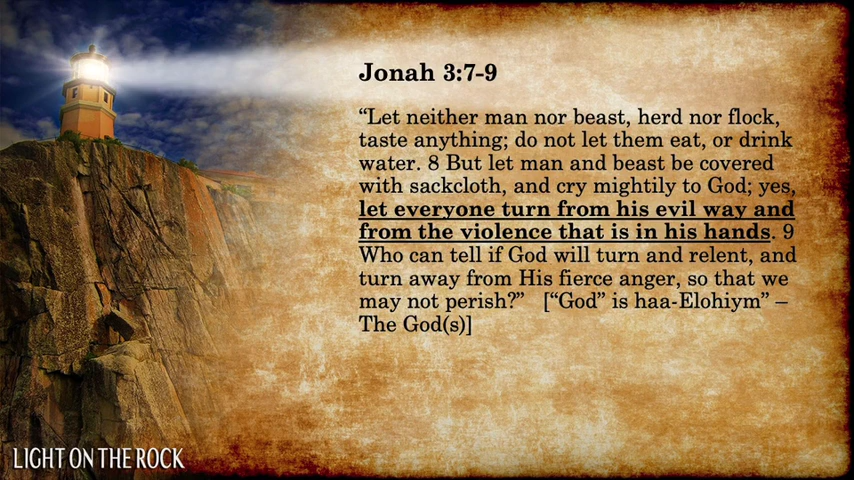 Jonah 3:7-9
“Let neither man nor beast, herd nor flock,
taste anything; do not let them eat, or drink
water. 8 But let man and beast be covered
with sackcloth, and cry mightily to God; yes,
let everyone turn from his evil way and
from the violence that is in his hands. 9
Who can tell if God will turn and relent, and
turn away from His fierce anger, so that we
may not perish?” [“God” is haa-Elohiym” –
The God(s)]
LIGHT ON THE ROCK